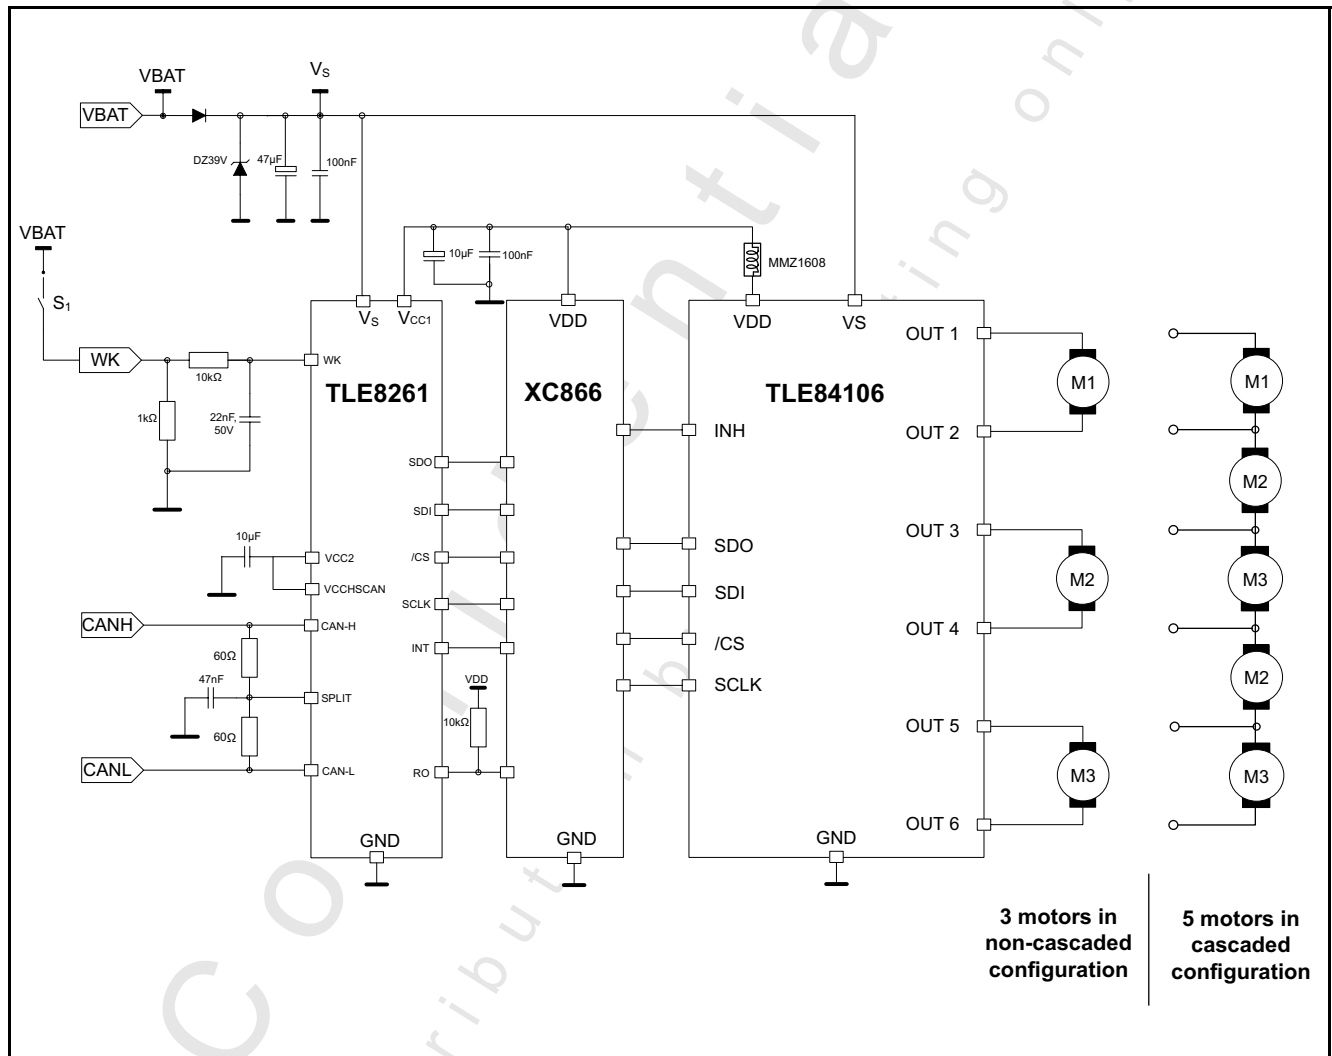 VBAT
VS
VBAT
DZ39V
47µF
100nF
VBAT
S1
10µF
100nF
MMZ1608
VS
VCC1
VDD
VDD
VS
WK
10kΩ
WK
1kΩ
22nF,
50V
TLE8261
XC866
TLE84106
OUT 1
M1
M1
INH
OUT 2
SDO
M2
SDI
10µF
VCC2
/CS
VCCHSCAN
SDO
OUT 3
SDI
M2
M3
CANH
CAN-H
SCLK
/CS
OUT 4
60Ω
INT
SCLK
47nF
SPLIT
VDD
M2
60Ω
10kΩ
OUT 5
CANL
CAN-L
RO
M3
M3
OUT 6
GND
GND
GND
3 motors in
non-cascaded
configuration
5 motors in
cascaded
configuration